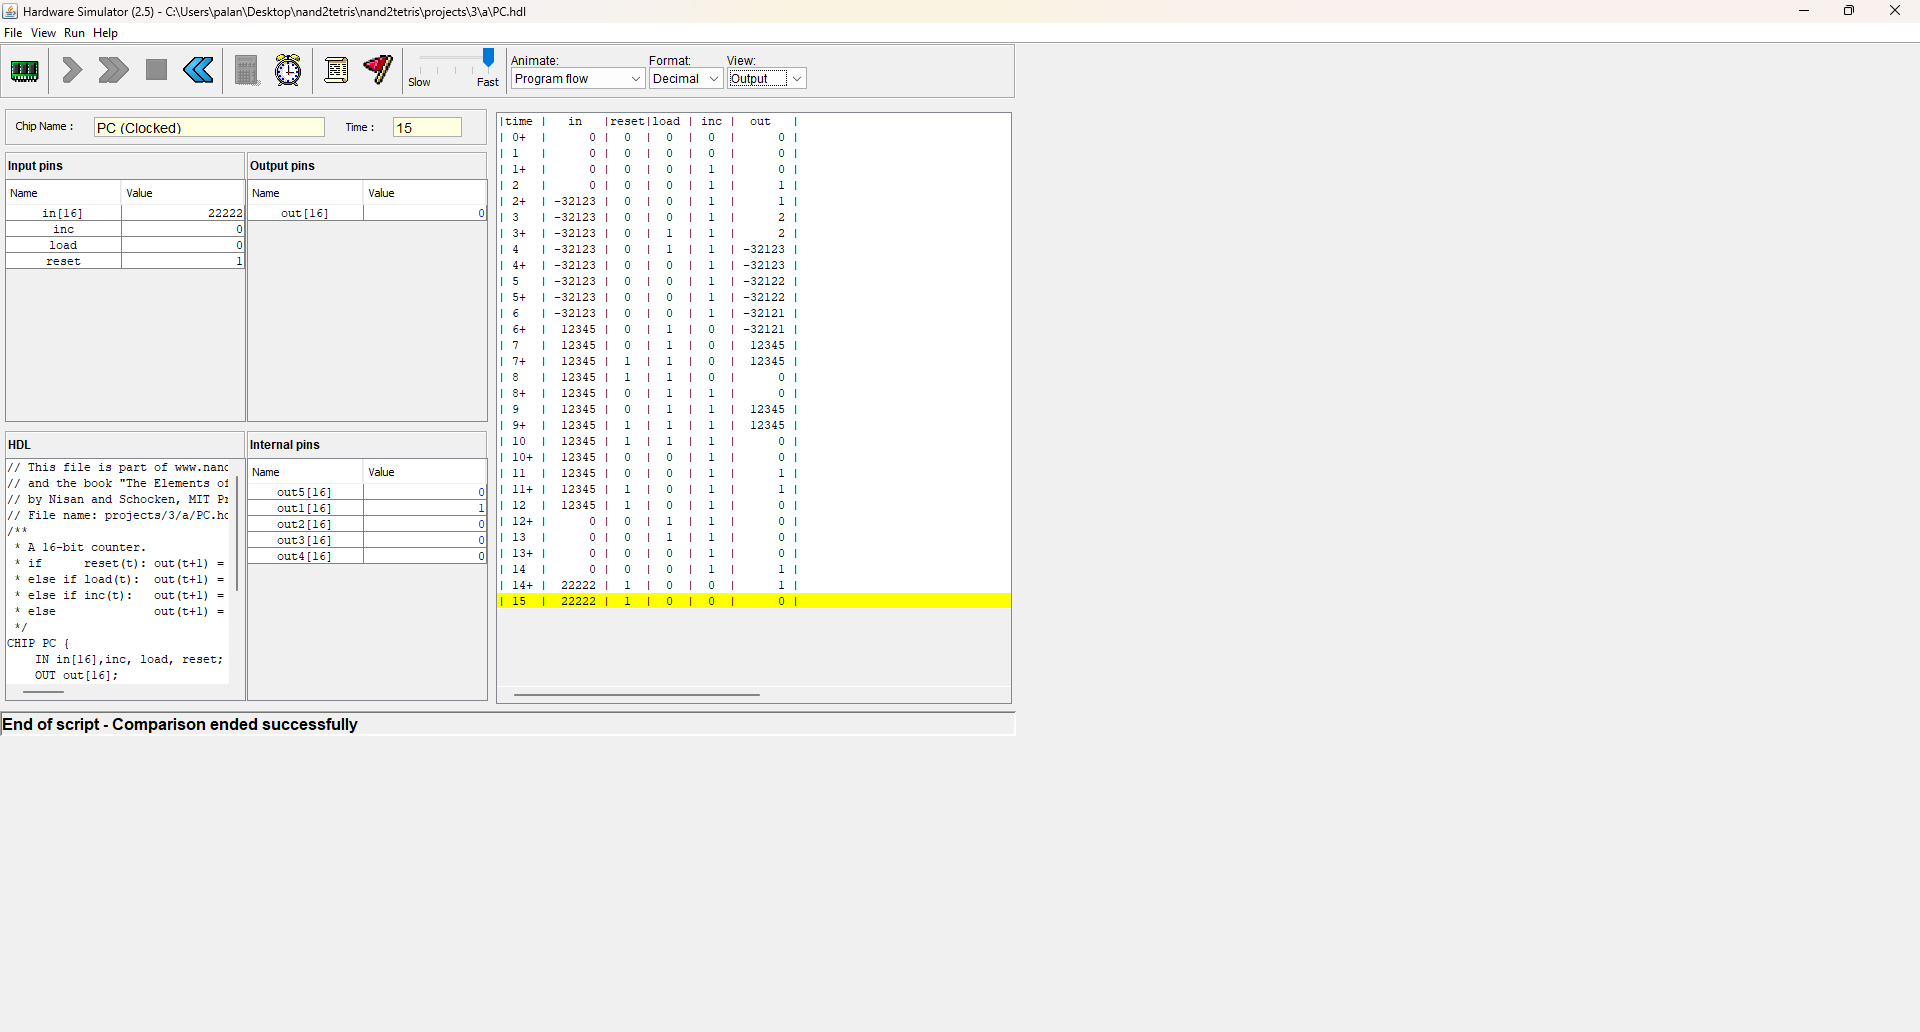 Hardware Simulator (2.5) - C:\Users\palan\Desktop\nand2tetris\nand2tetris\projects\3\a\PC.hdl
File View Run Help
Slow Fast
Animate: Format: View:
Program flow Decimal Output
Chip Name : PC (Clocked) Time : 15
Input pins
Name Value
in[16] 22222
inc 0
load 0
reset 1
Output pins
Name Value
out[16] 0
HDL
// This file is part of www.nand
// and the book "The Elements of
// by Nisan and Schocken, MIT Pr
// File name: projects/3/a/PC.hd
/**
* A 16-bit counter.
* if reset(t): out(t+1) =
* else if load(t): out(t+1) =
* else if inc(t): out(t+1) =
* else out(t+1) =
*/
CHIP PC {
IN in[16],inc, load, reset;
OUT out[16];
Internal pins
Name Value
out5[16] 0
out1[16] 1
out2[16] 0
out3[16] 0
out4[16] 0
|time | in |reset|load | inc | out |
| 0+ | 0 | 0 | 0 | 0 | 0 |
| 1 | 0 | 0 | 0 | 0 | 0 |
| 1+ | 0 | 0 | 0 | 1 | 0 |
| 2 | 0 | 0 | 0 | 1 | 1 |
| 2+ | -32123 | 0 | 0 | 1 | 1 |
| 3 | -32123 | 0 | 0 | 1 | 2 |
| 3+ | -32123 | 0 | 1 | 1 | 2 |
| 4 | -32123 | 0 | 1 | 1 | -32123 |
| 4+ | -32123 | 0 | 0 | 1 | -32123 |
| 5 | -32123 | 0 | 0 | 1 | -32122 |
| 5+ | -32123 | 0 | 0 | 1 | -32122 |
| 6 | -32123 | 0 | 0 | 1 | -32121 |
| 6+ | 12345 | 0 | 1 | 0 | -32121 |
| 7 | 12345 | 0 | 1 | 0 | 12345 |
| 7+ | 12345 | 1 | 1 | 0 | 12345 |
| 8 | 12345 | 1 | 1 | 0 | 0 |
| 8+ | 12345 | 0 | 1 | 1 | 0 |
| 9 | 12345 | 0 | 1 | 1 | 12345 |
| 9+ | 12345 | 1 | 1 | 1 | 12345 |
| 10 | 12345 | 1 | 1 | 1 | 0 |
| 10+ | 12345 | 0 | 0 | 1 | 0 |
| 11 | 12345 | 0 | 0 | 1 | 1 |
| 11+ | 12345 | 1 | 0 | 1 | 1 |
| 12 | 12345 | 1 | 0 | 1 | 0 |
| 12+ | 0 | 0 | 1 | 1 | 0 |
| 13 | 0 | 0 | 1 | 1 | 0 |
| 13+ | 0 | 0 | 0 | 1 | 0 |
| 14 | 0 | 0 | 0 | 1 | 1 |
| 14+ | 22222 | 1 | 0 | 0 | 1 |
| 15 | 22222 | 1 | 0 | 0 | 0 |
End of script - Comparison ended successfully